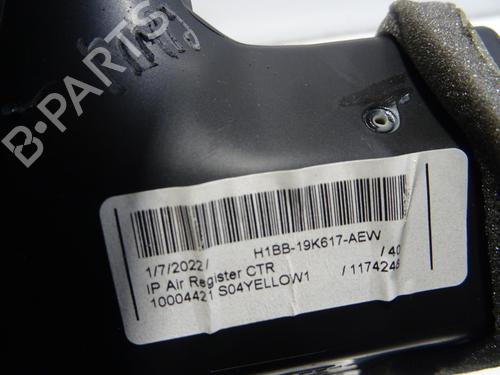 B-PARTS
H1BB-19K617-AEW
1/7/2022/ / 40
IP Air Register CTR
10004421 S04YELLOW1 / 1174245